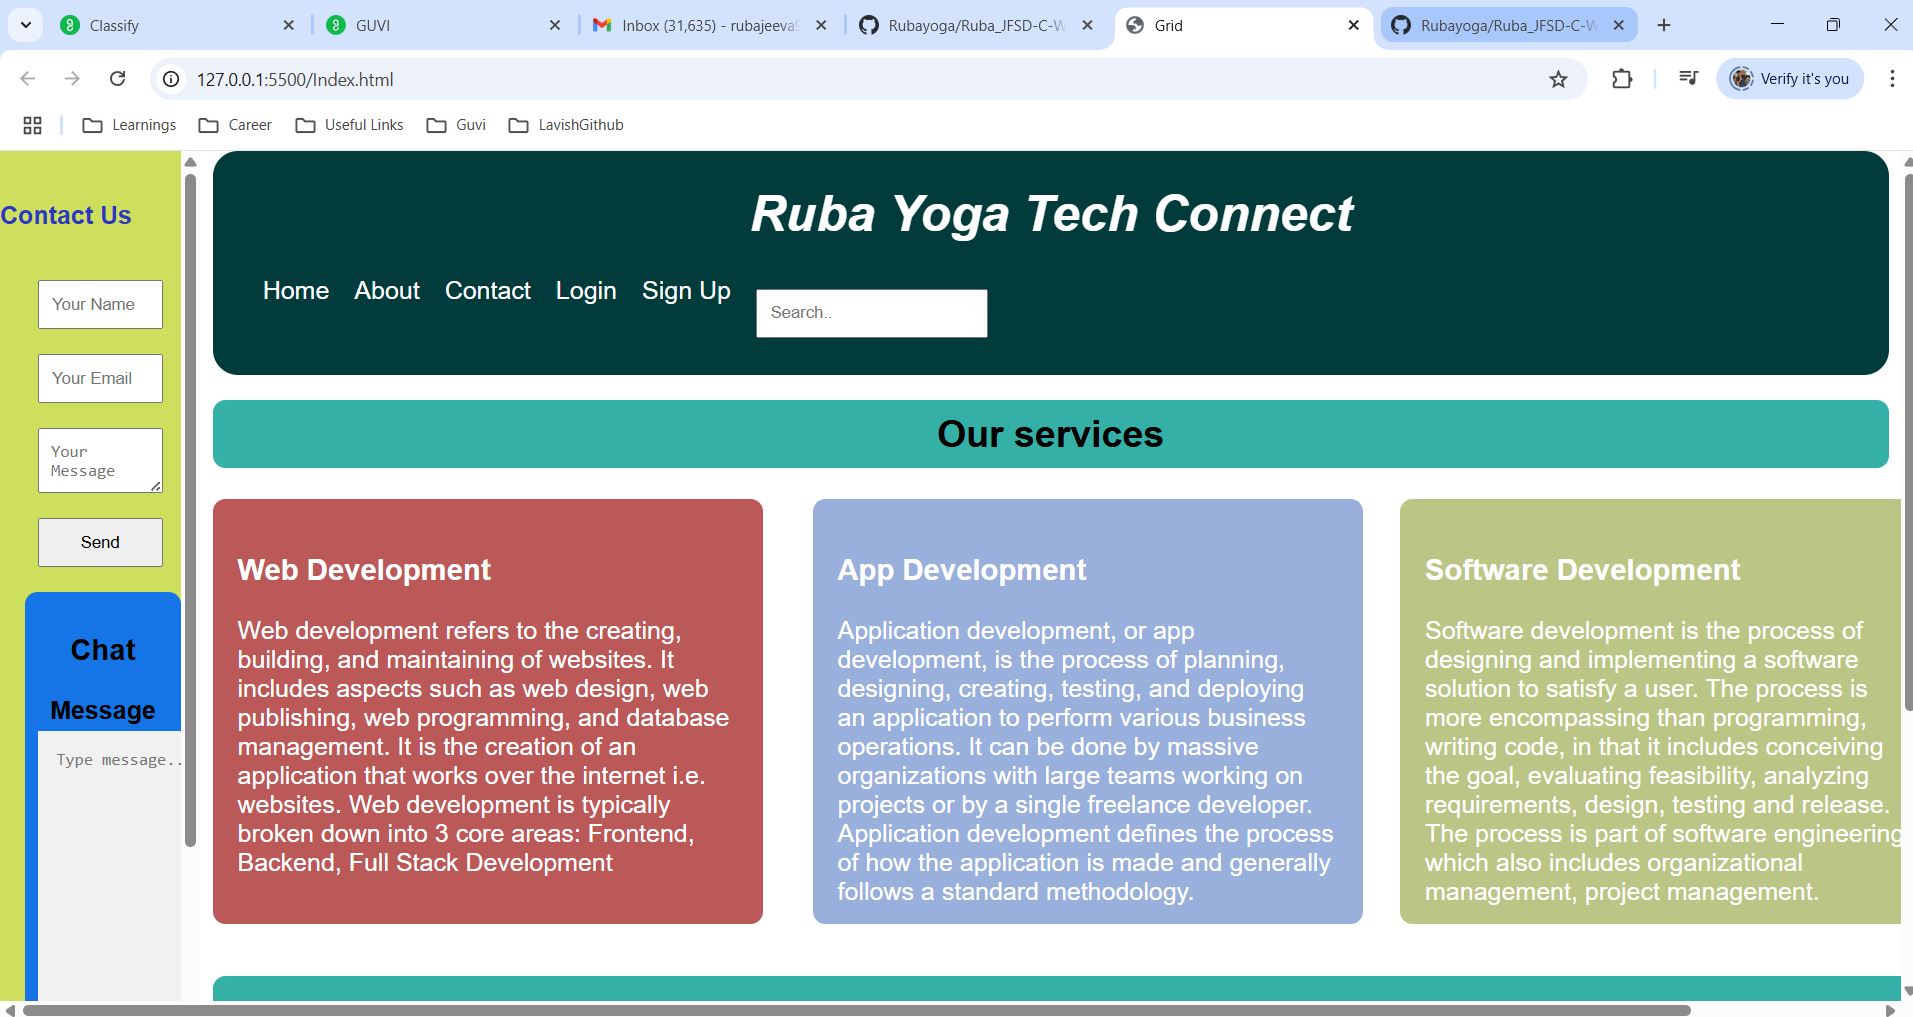 Classify
GUVI
Inbox (31,635) - rubajeevas
Rubayoga/Ruba_JFSD-C-W
Grid
Rubayoga/Ruba_JFSD-C-W
127.0.0.1:5500/Index.html
Verify it's you
Learnings
Career
Useful Links
Guvi
LavishGithub
Contact Us
Your Name
Your Email
Your
Message
Send
Chat
Message
Type message..
Ruba Yoga Tech Connect
Home About Contact Login Sign Up
Search..
Our services
Web Development
Web development refers to the creating,
building, and maintaining of websites. It
includes aspects such as web design, web
publishing, web programming, and database
management. It is the creation of an
application that works over the internet i.e.
websites. Web development is typically
broken down into 3 core areas: Frontend,
Backend, Full Stack Development
App Development
Application development, or app
development, is the process of planning,
designing, creating, testing, and deploying
an application to perform various business
operations. It can be done by massive
organizations with large teams working on
projects or by a single freelance developer.
Application development defines the process
of how the application is made and generally
follows a standard methodology.
Software Development
Software development is the process of
designing and implementing a software
solution to satisfy a user. The process is
more encompassing than programming,
writing code, in that it includes conceiving
the goal, evaluating feasibility, analyzing
requirements, design, testing and release.
The process is part of software engineering
which also includes organizational
management, project management.